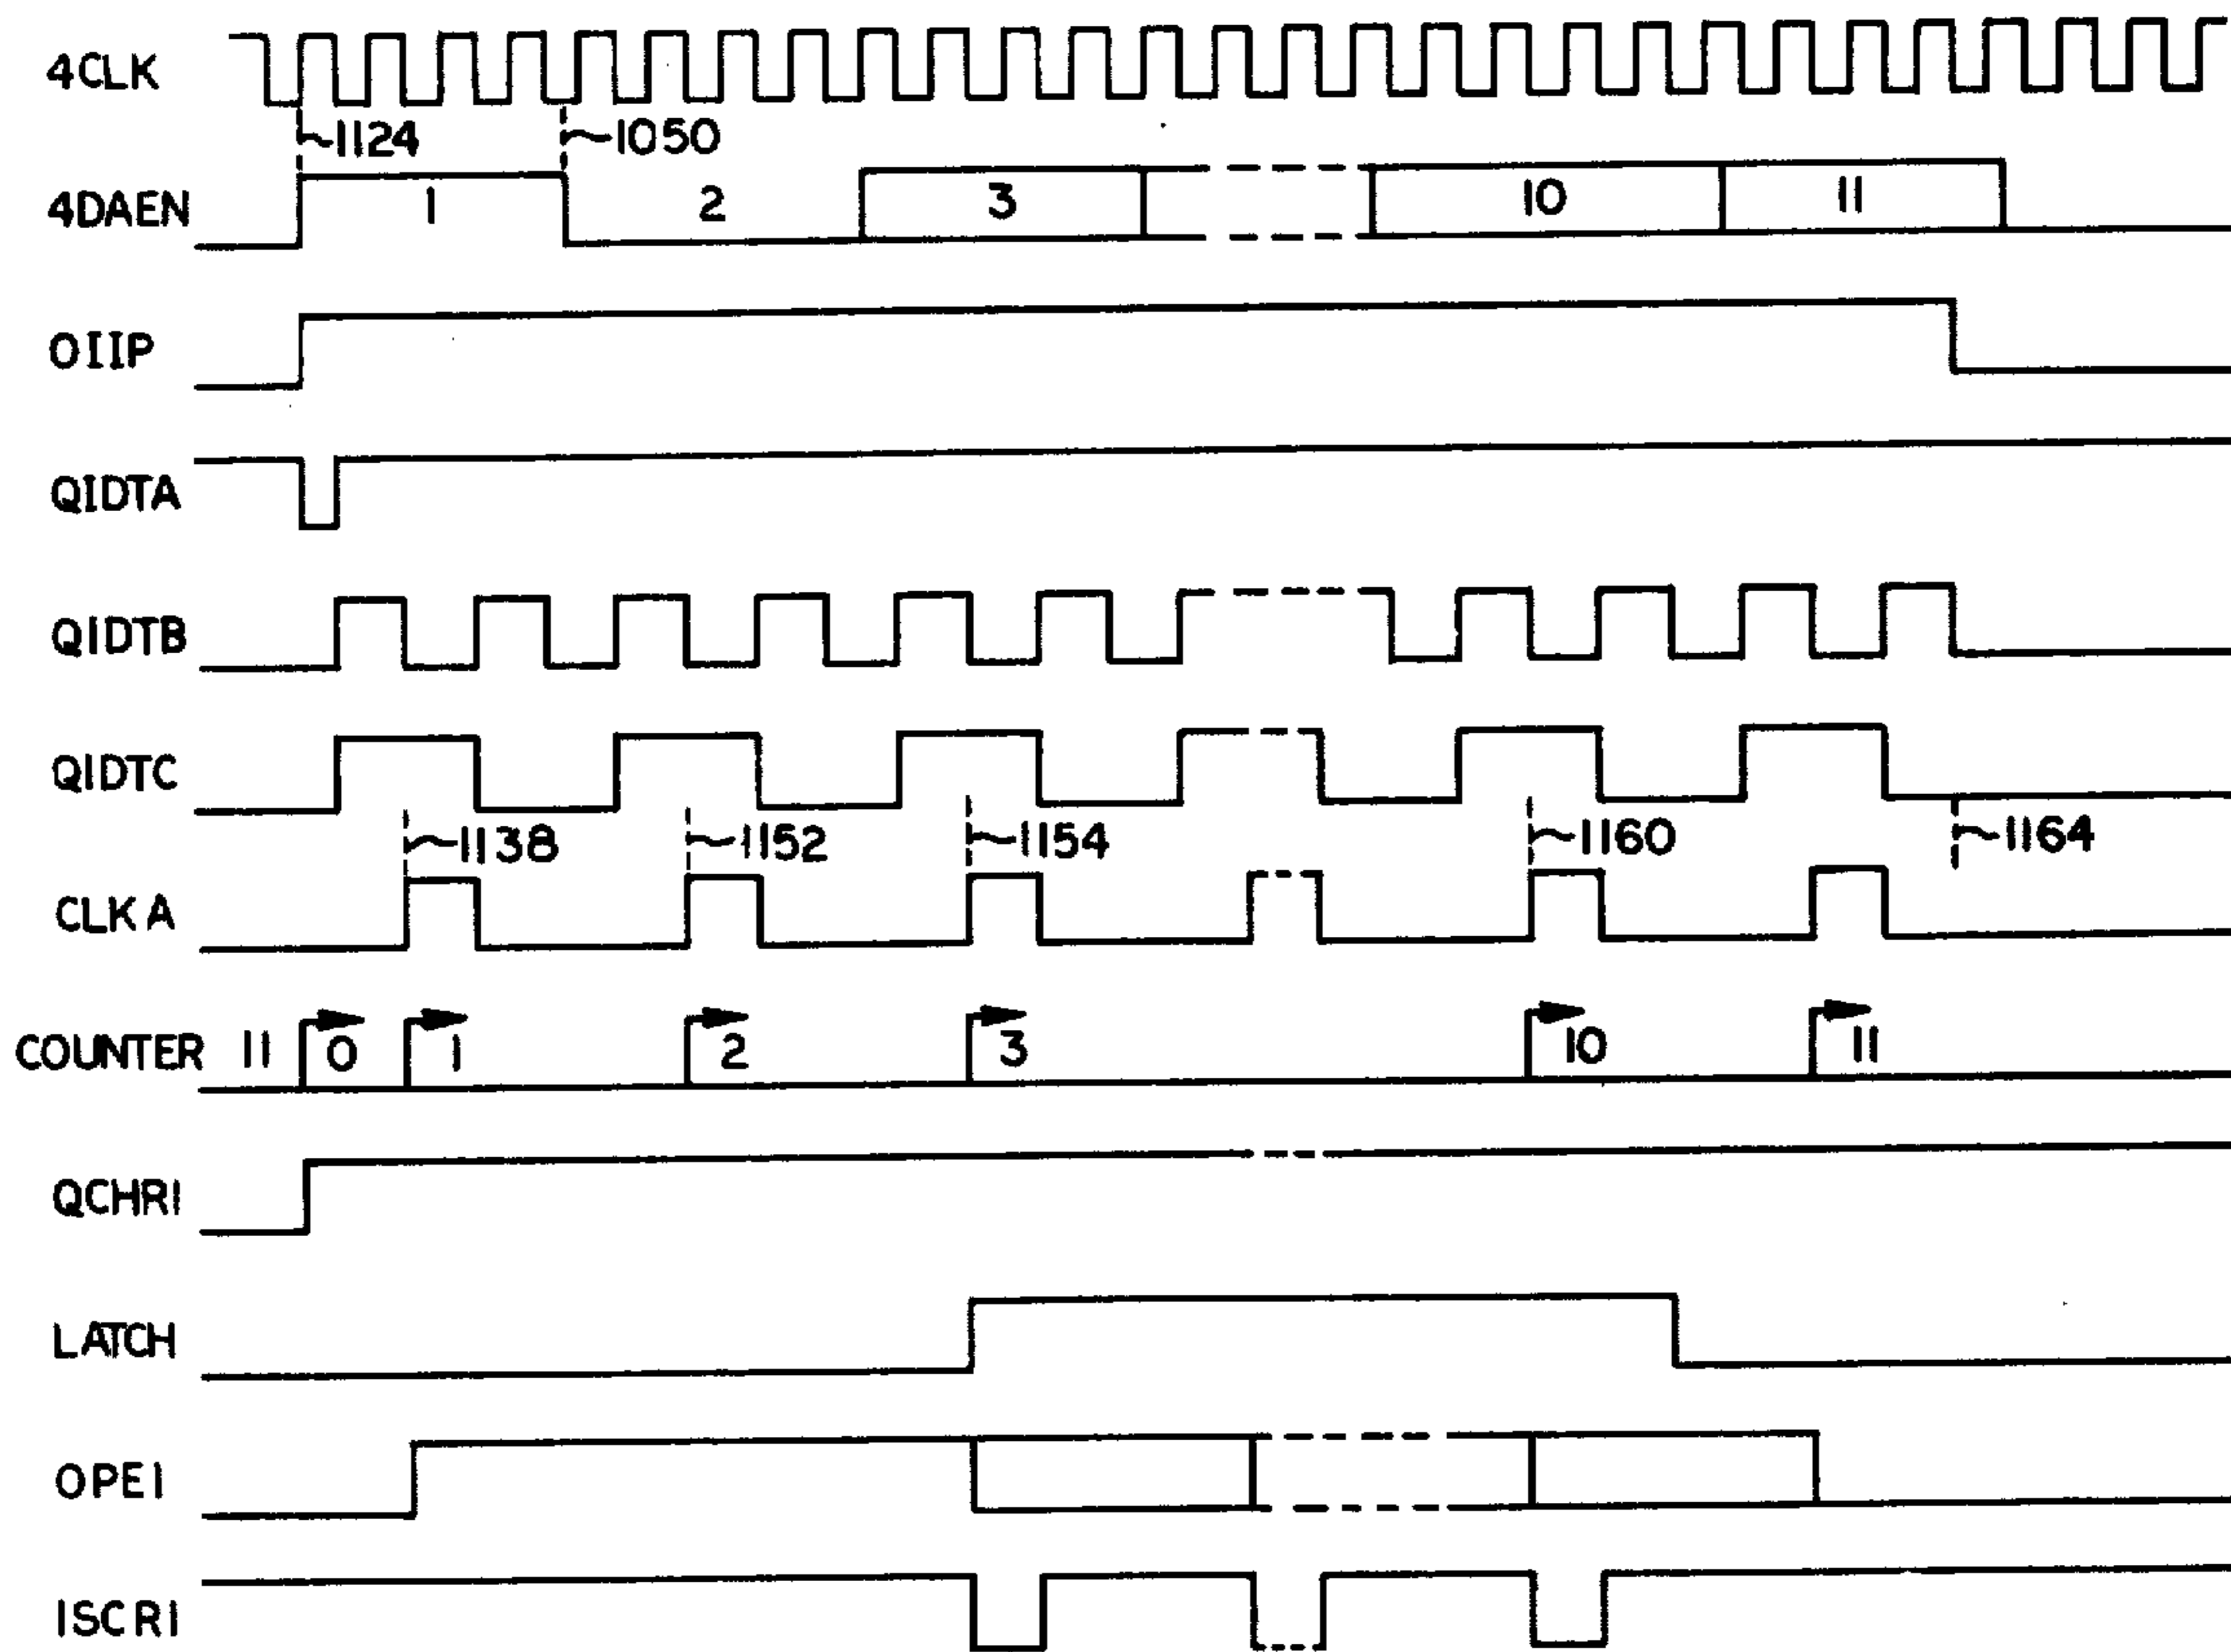 4CLK
1124
1050
4DAEN 1 2 3 10 11
OIIP
QIDTA
QIDTB
QIDTC
1138 1152 1154 1160 1164
CLK A
COUNTER 11 0 1 2 3 10 11
QCHRI
LATCH
OPEI
ISCRI